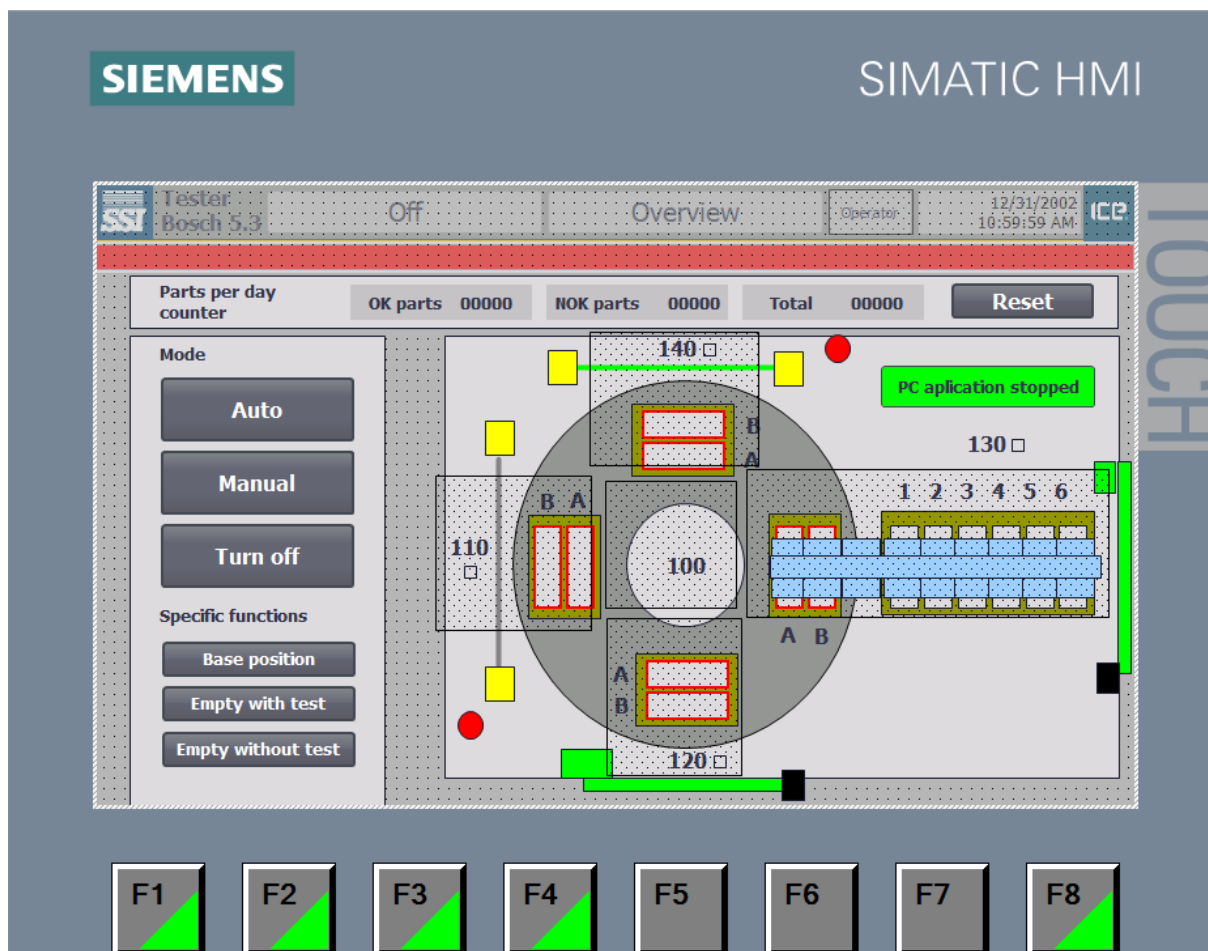 SIEMENS
SIMATIC HMI
TOUCH
SSI
Tester
Bosch 5.3
Off
Overview
Operator
12/31/2002
10:59:59 AM
ICE
Parts per day
counter
OK parts 00000
NOK parts 00000
Total 00000
Reset
Mode
Auto
Manual
Turn off
Specific functions
Base position
Empty with test
Empty without test
140
PC aplication stopped
B
A
130
1 2 3 4 5 6
B A
110
100
A B
A
B
120
F1 F2 F3 F4 F5 F6 F7 F8